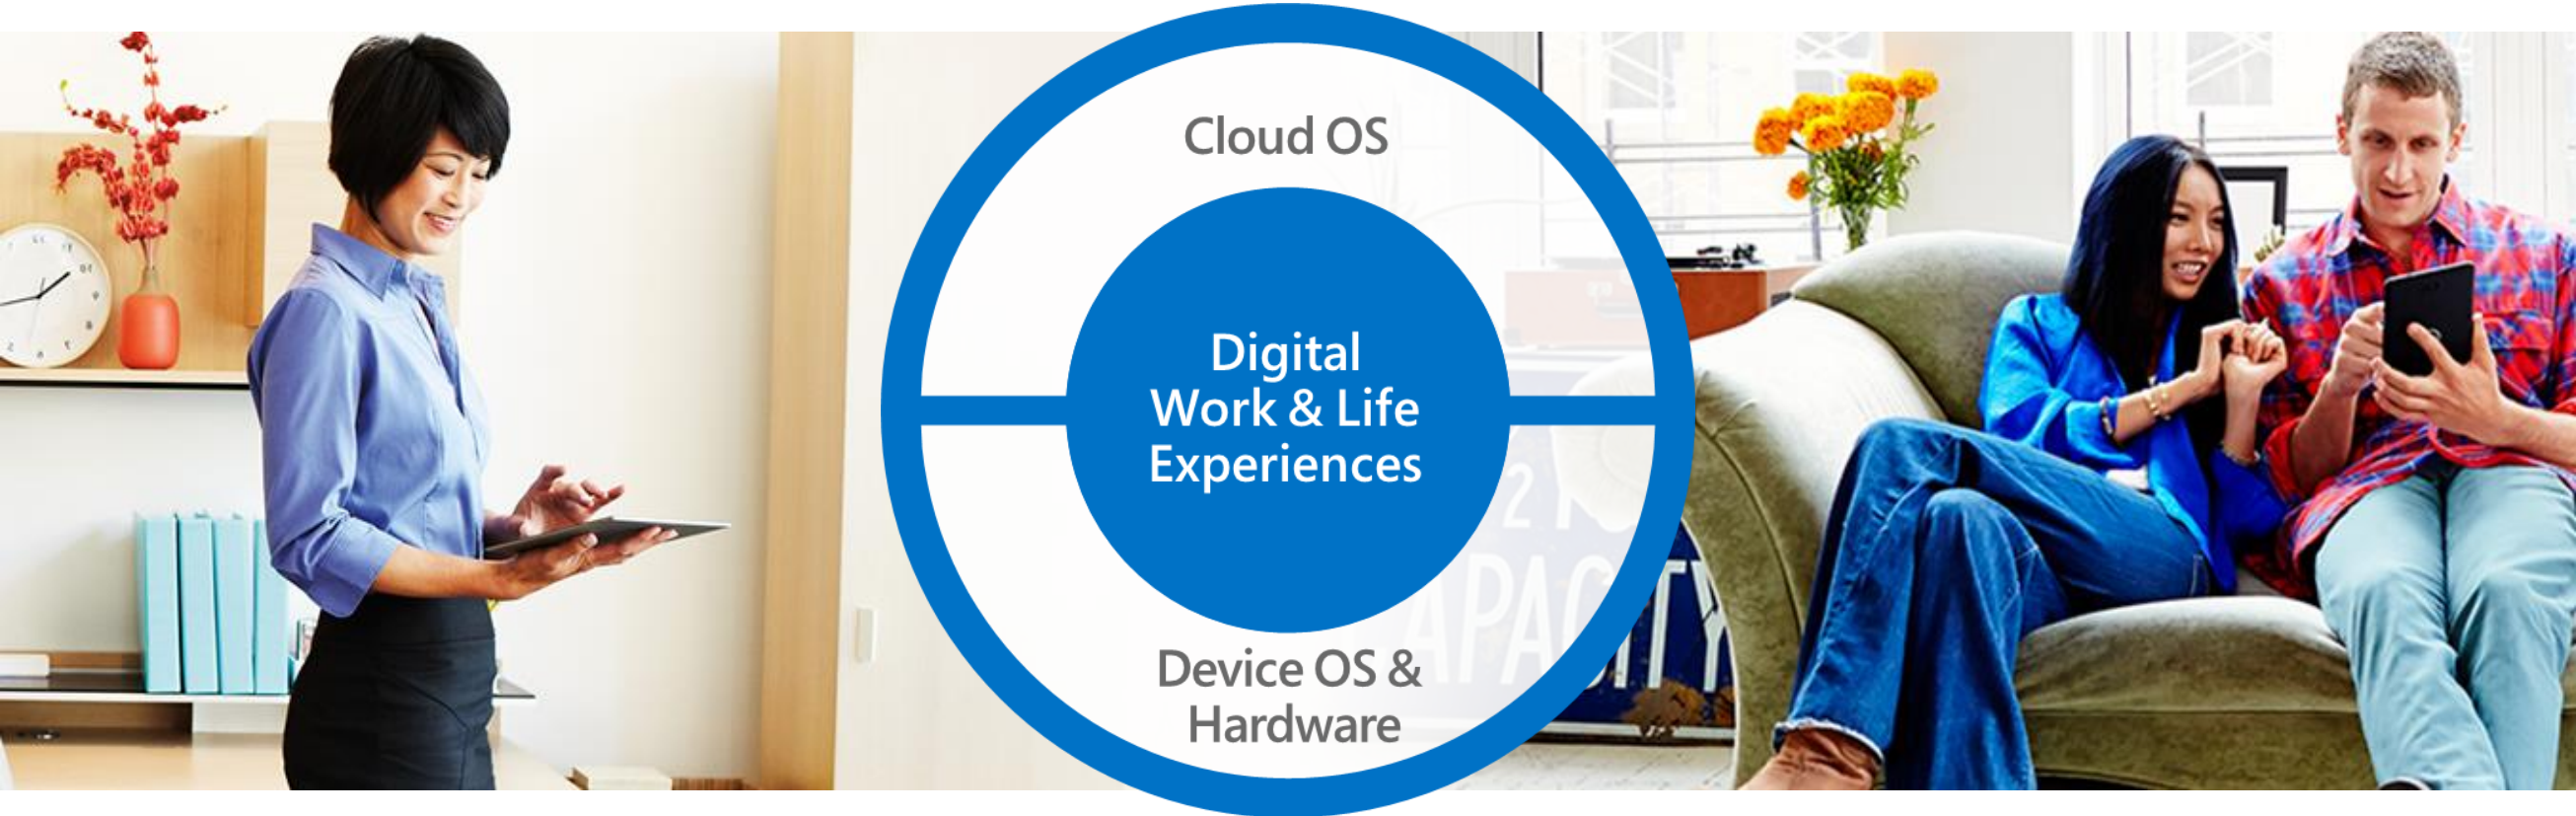 Cloud OS
Digital
Work & Life
Experiences
Device OS &
Hardware